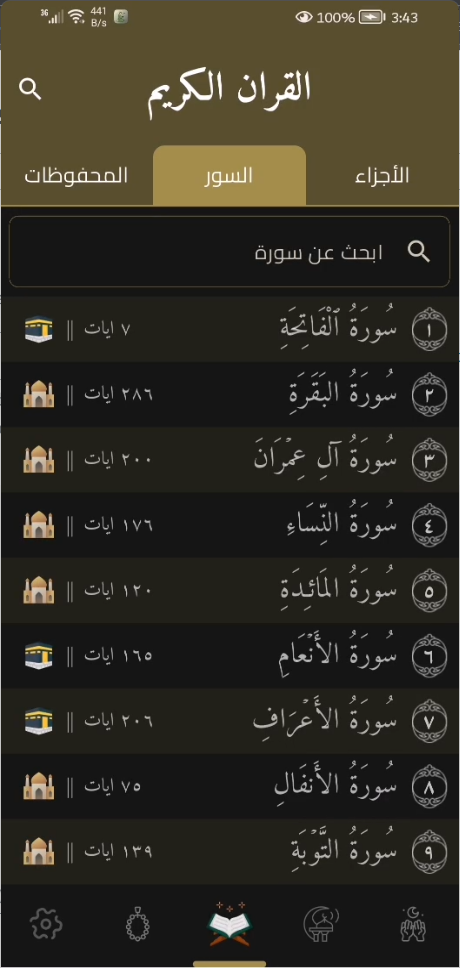 3G 441 B/s 100% 3:43
القران الكريم
الأجزاء السور المحفوظات
ابحث عن سورة
١ سُورَةُ ٱلْفَاتِحَةِ ٧ ايات ||
٢ سُورَةُ البَقَرَةِ ٢٨٦ ايات ||
٣ سُورَةُ آلِ عِمْرَانَ ٢٠٠ ايات ||
٤ سُورَةُ النِّسَاءِ ١٧٦ ايات ||
٥ سُورَةُ المَائـِدَةِ ١٢٠ ايات ||
٦ سُورَةُ الأَنْعَامِ ١٦٥ ايات ||
٧ سُورَةُ الأَعْرَافِ ٢٠٦ ايات ||
٨ سُورَةُ الأَنفَالِ ٧٥ ايات ||
٩ سُورَةُ التَّوْبَةِ ١٣٩ ايات ||